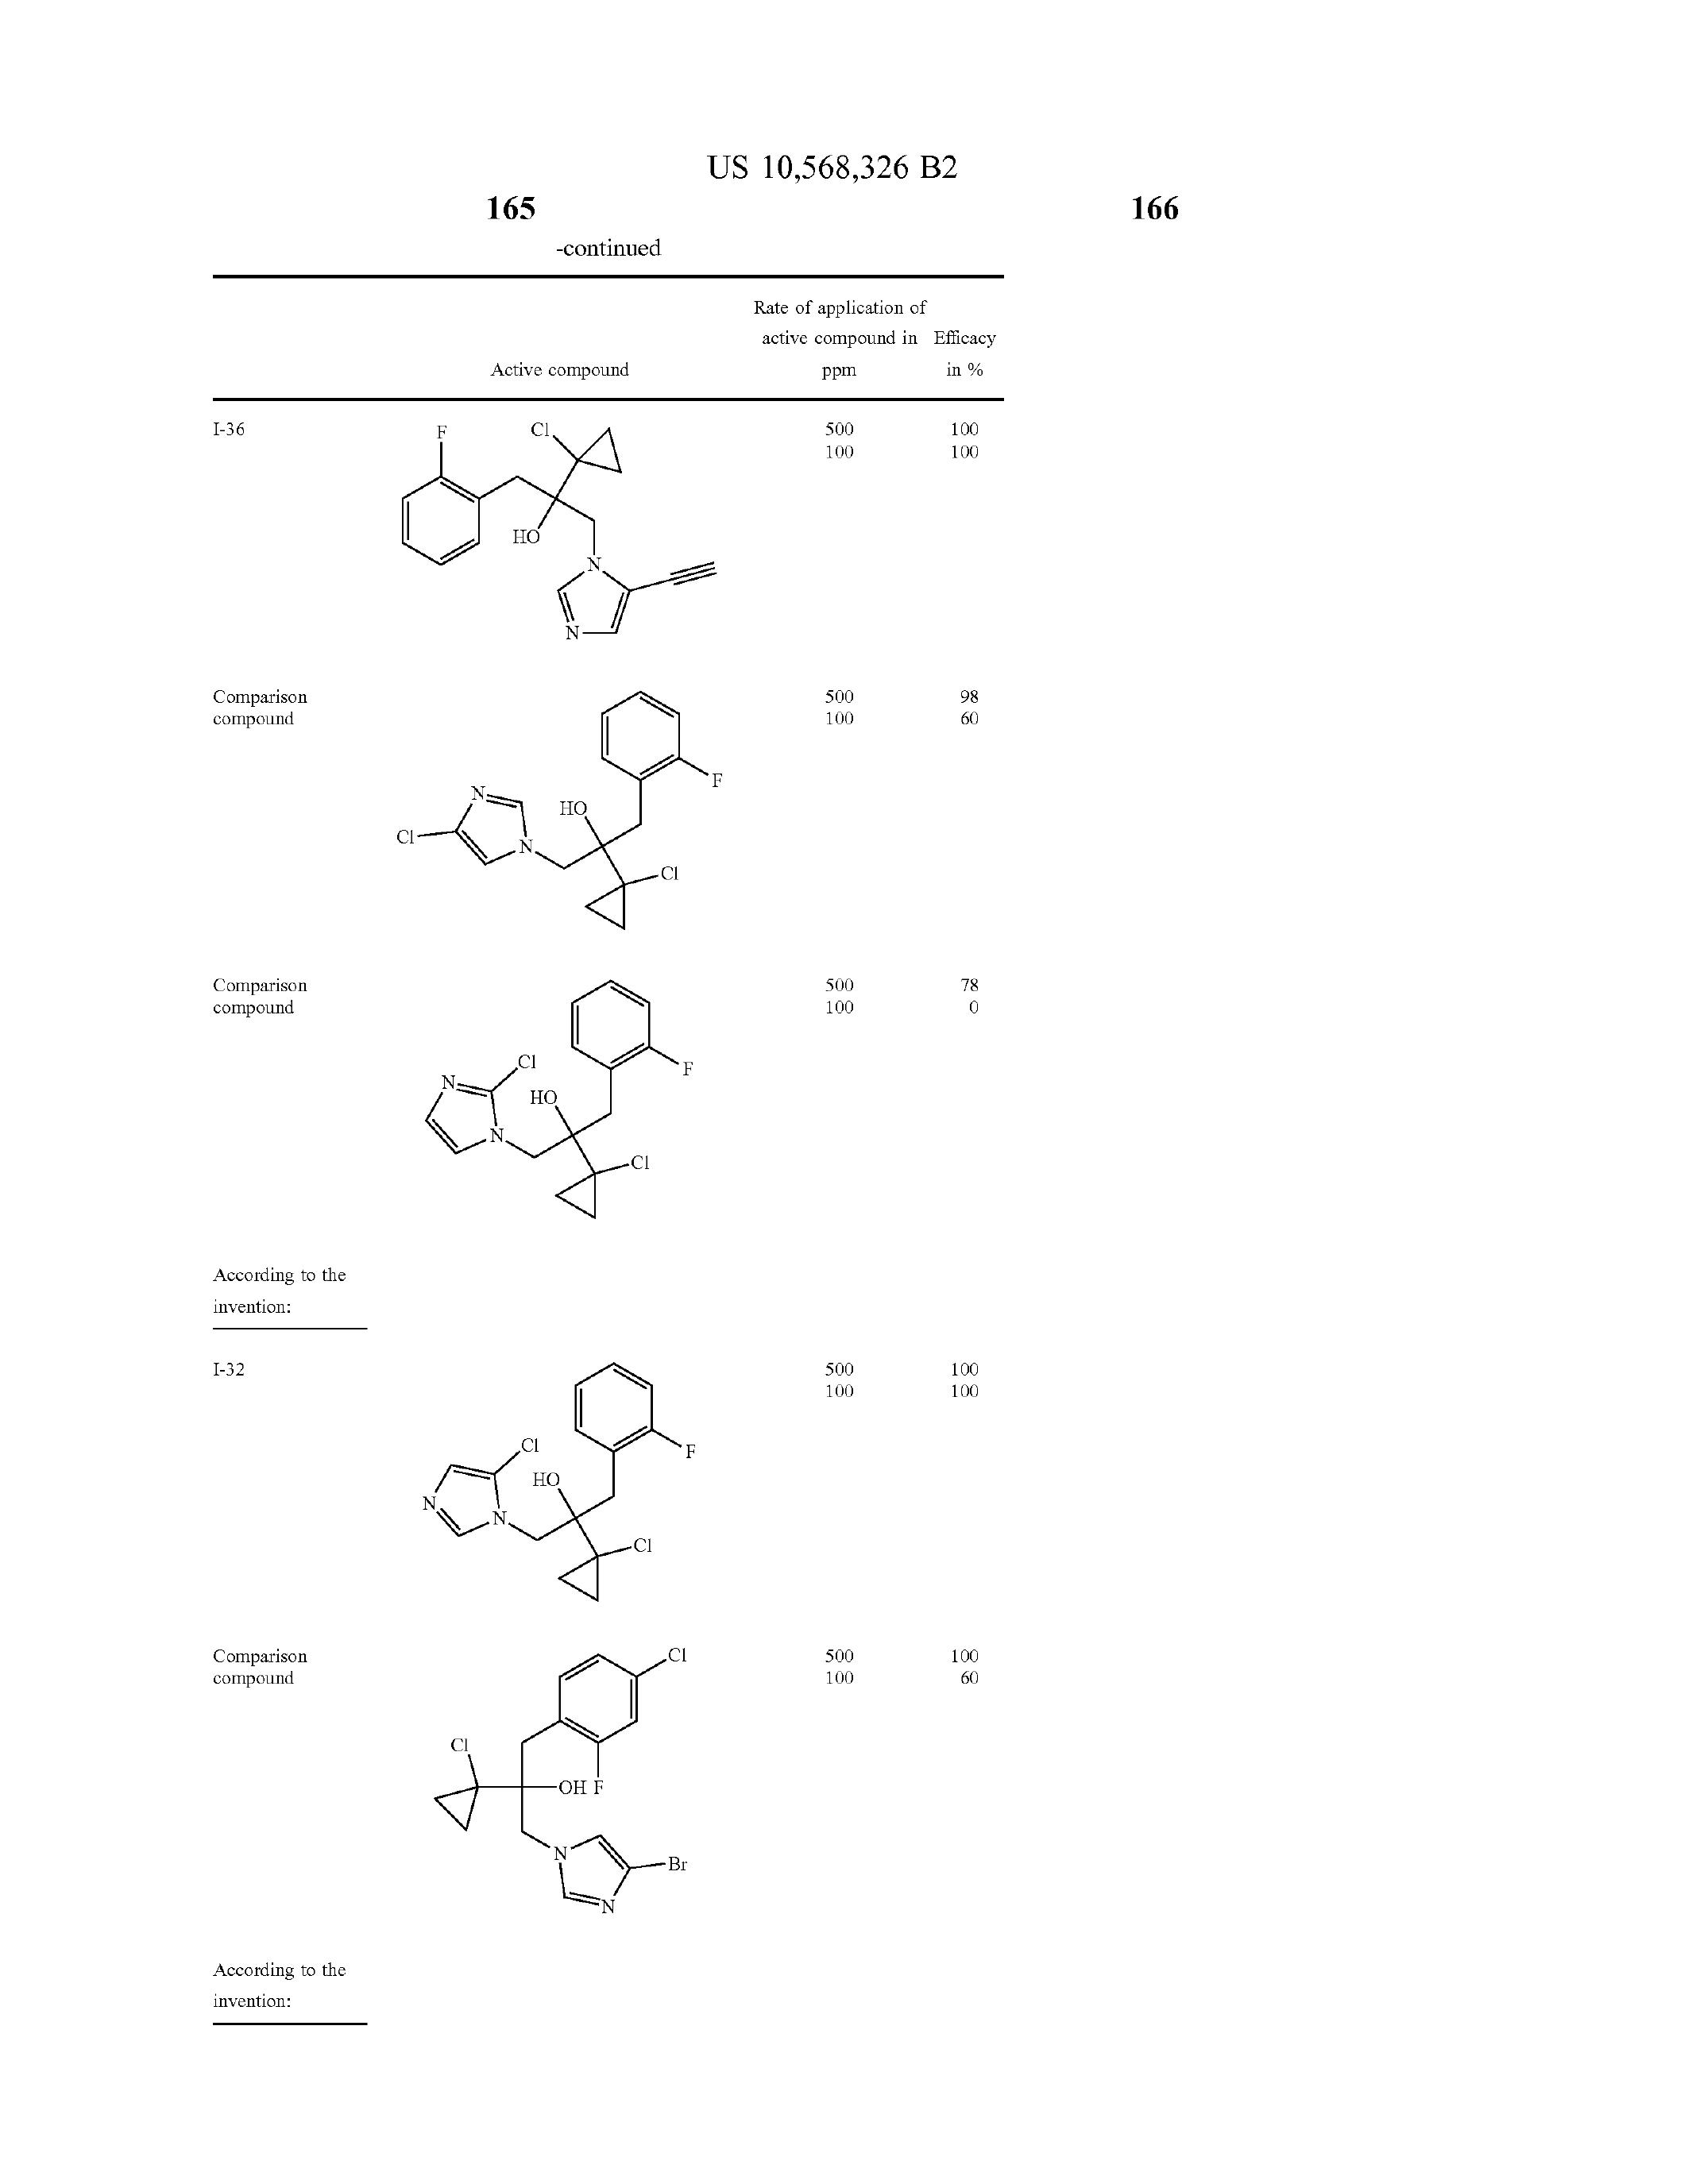 US 10,568,326 B2
165
166
-continued
Rate of application of
active compound in Efficacy
Active compound ppm in %
I-36 500 100
100 100
F
Cl
HO
N
N
Comparison 500 98
compound 100 60
F
N
HO
Cl
N
Cl
Comparison 500 78
compound 100 0
Cl
F
N
HO
N
Cl
According to the
invention:
I-32 500 100
100 100
Cl
F
HO
N
N
Cl
Comparison 500 100
compound 100 60
Cl
Cl
OH F
N
Br
N
According to the
invention: